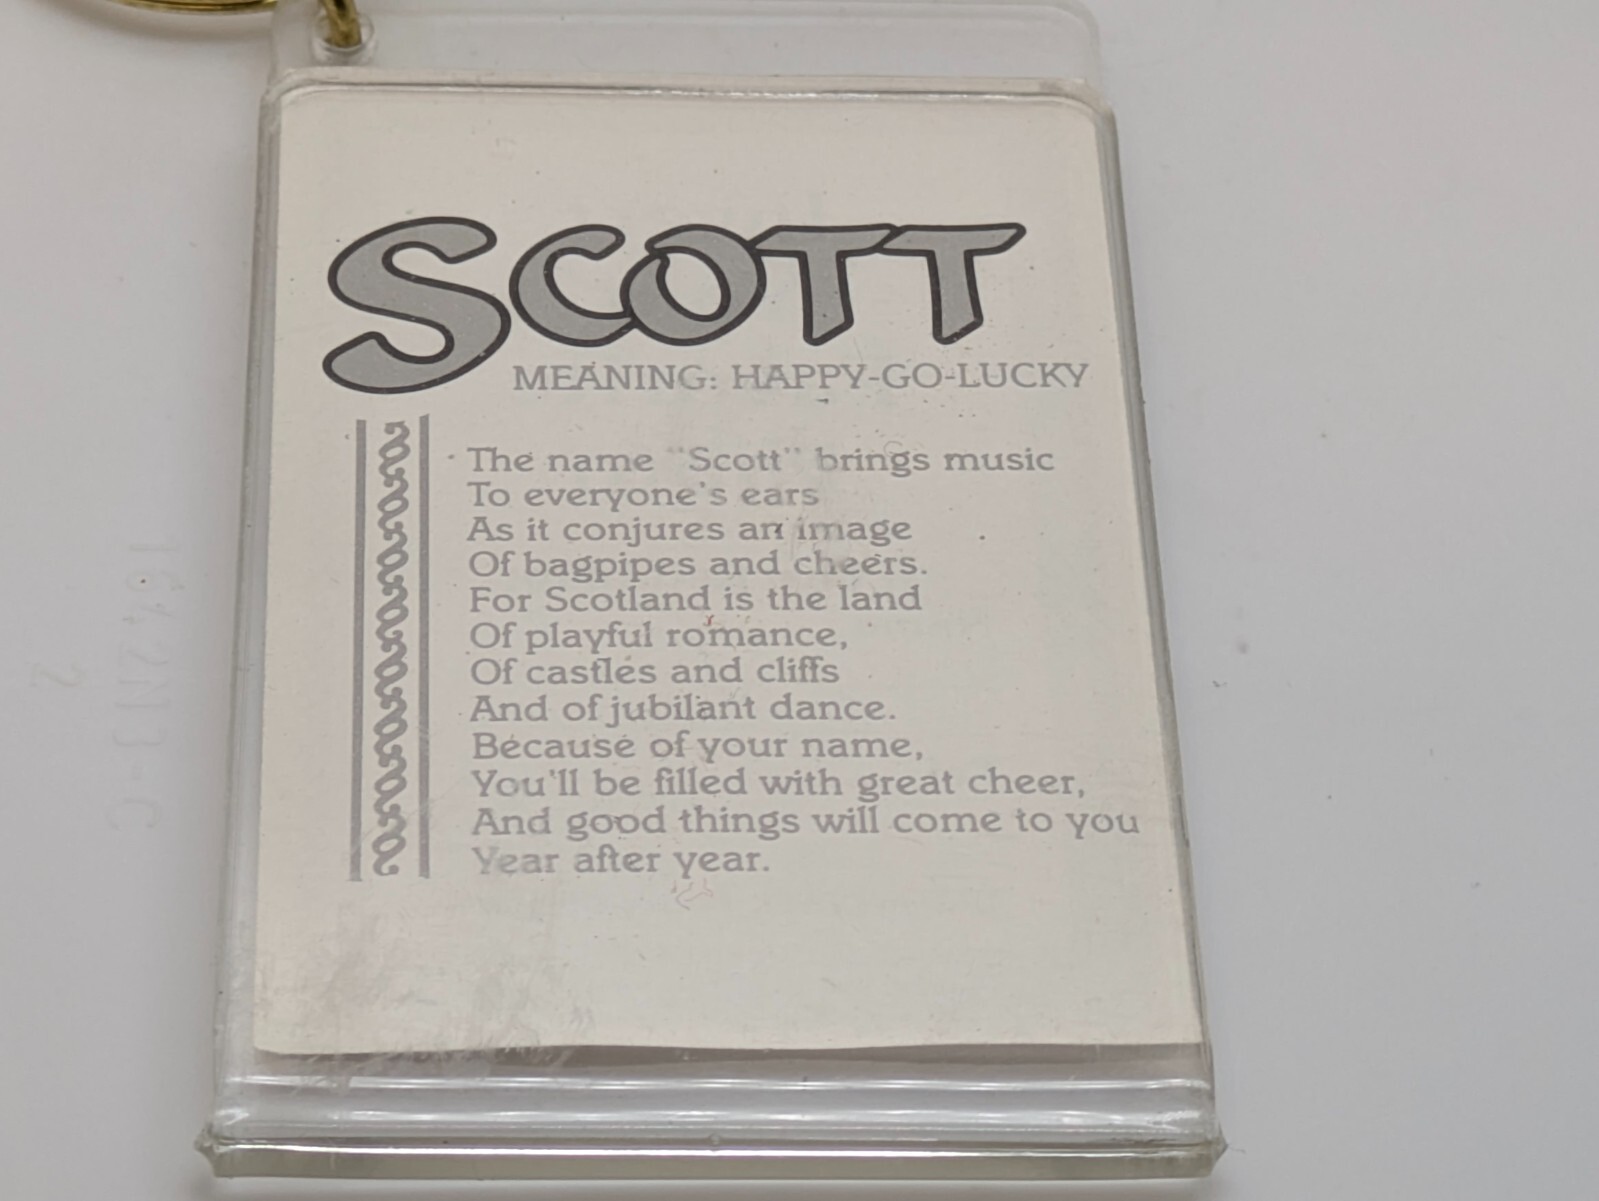 SCOTT
MEANING: HAPPY-GO-LUCKY
The name "Scott" brings music
To everyone's ears
As it conjures an image
Of bagpipes and cheers.
For Scotland is the land
Of playful romance,
Of castles and cliffs
And of jubilant dance.
Because of your name,
You'll be filled with great cheer,
And good things will come to you
Year after year.